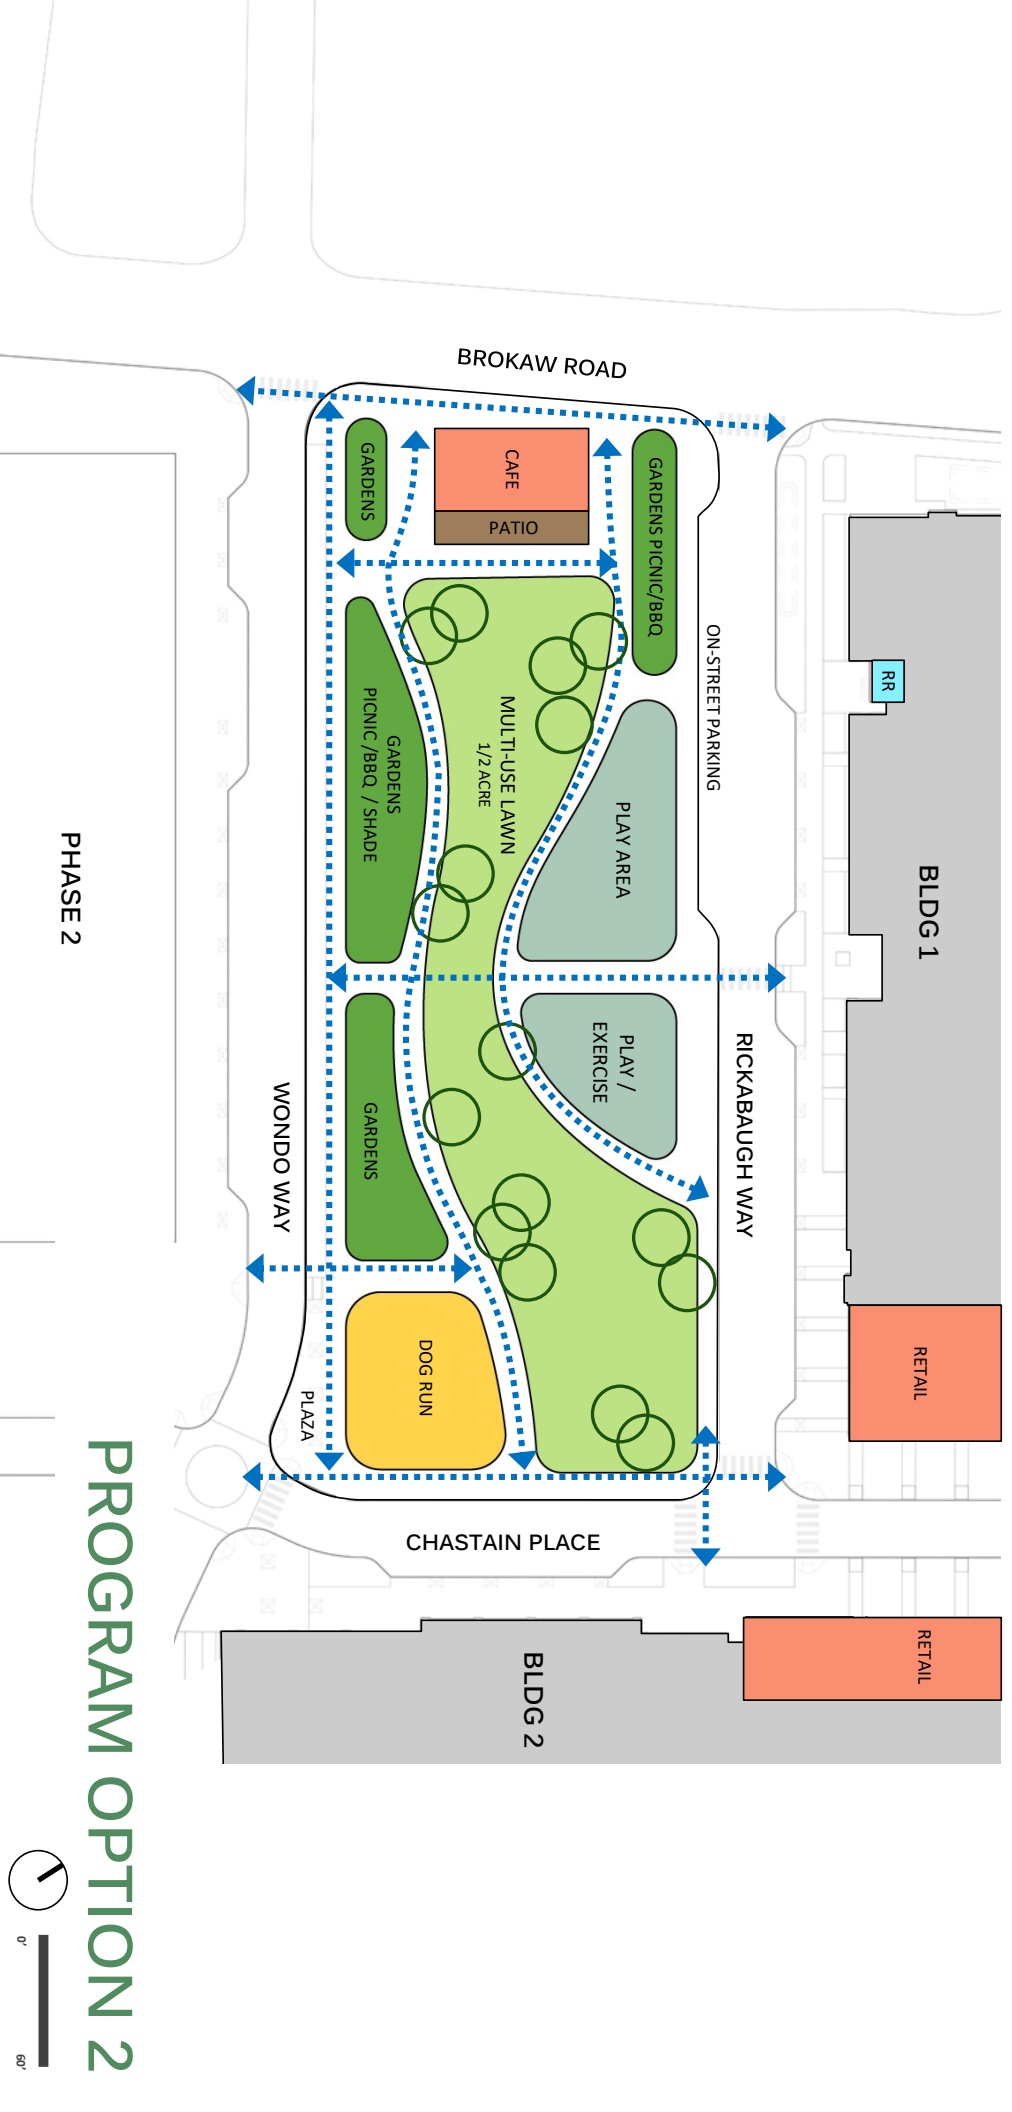 BROKAW ROAD
GARDENS
CAFE
PATIO
GARDENS PICNIC/BBQ
ON-STREET PARKING
RR
BLDG 1
MULTI-USE LAWN
1/2 ACRE
GARDENS
PICNIC /BBQ / SHADE
PLAY AREA
PHASE 2
PLAY /
EXERCISE
RICKABAUGH WAY
WONDO WAY
GARDENS
DOG RUN
PLAZA
RETAIL
CHASTAIN PLACE
BLDG 2
RETAIL
PROGRAM OPTION 2
0'
60'